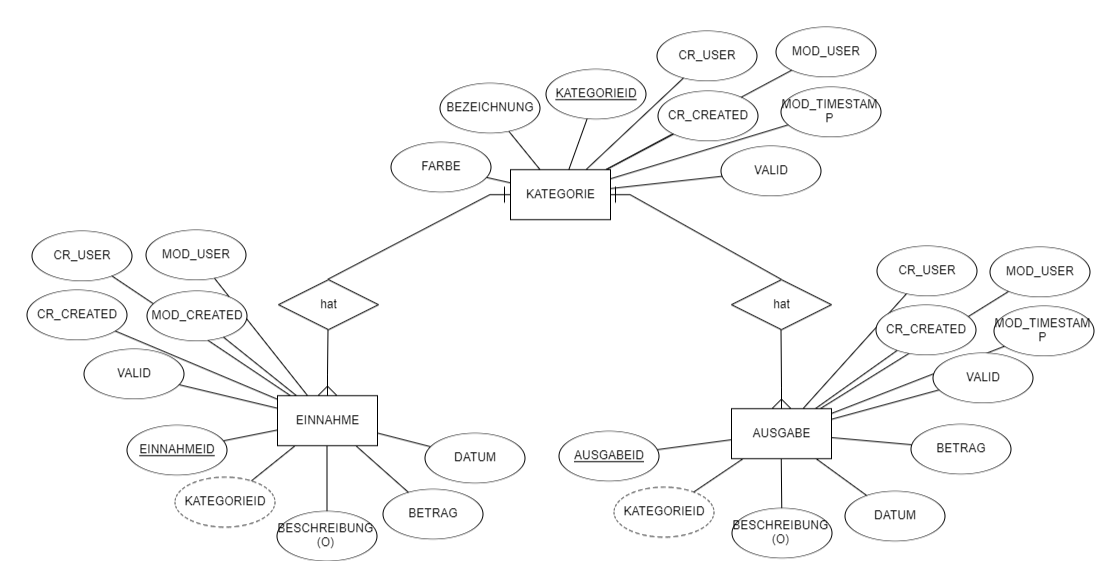 CR_USER
MOD_USER
KATEGORIEID
BEZEICHNUNG
CR_CREATED
MOD_TIMESTAM
P
FARBE
VALID
KATEGORIE
CR_USER
MOD_USER
CR_CREATED
MOD_CREATED
VALID
hat
EINNAHME
EINNAHMEID
DATUM
KATEGORIEID
BETRAG
BESCHREIBUNG
(O)
hat
CR_USER
MOD_USER
CR_CREATED
MOD_TIMESTAM
P
VALID
AUSGABE
AUSGABEID
BETRAG
KATEGORIEID
DATUM
BESCHREIBUNG
(O)